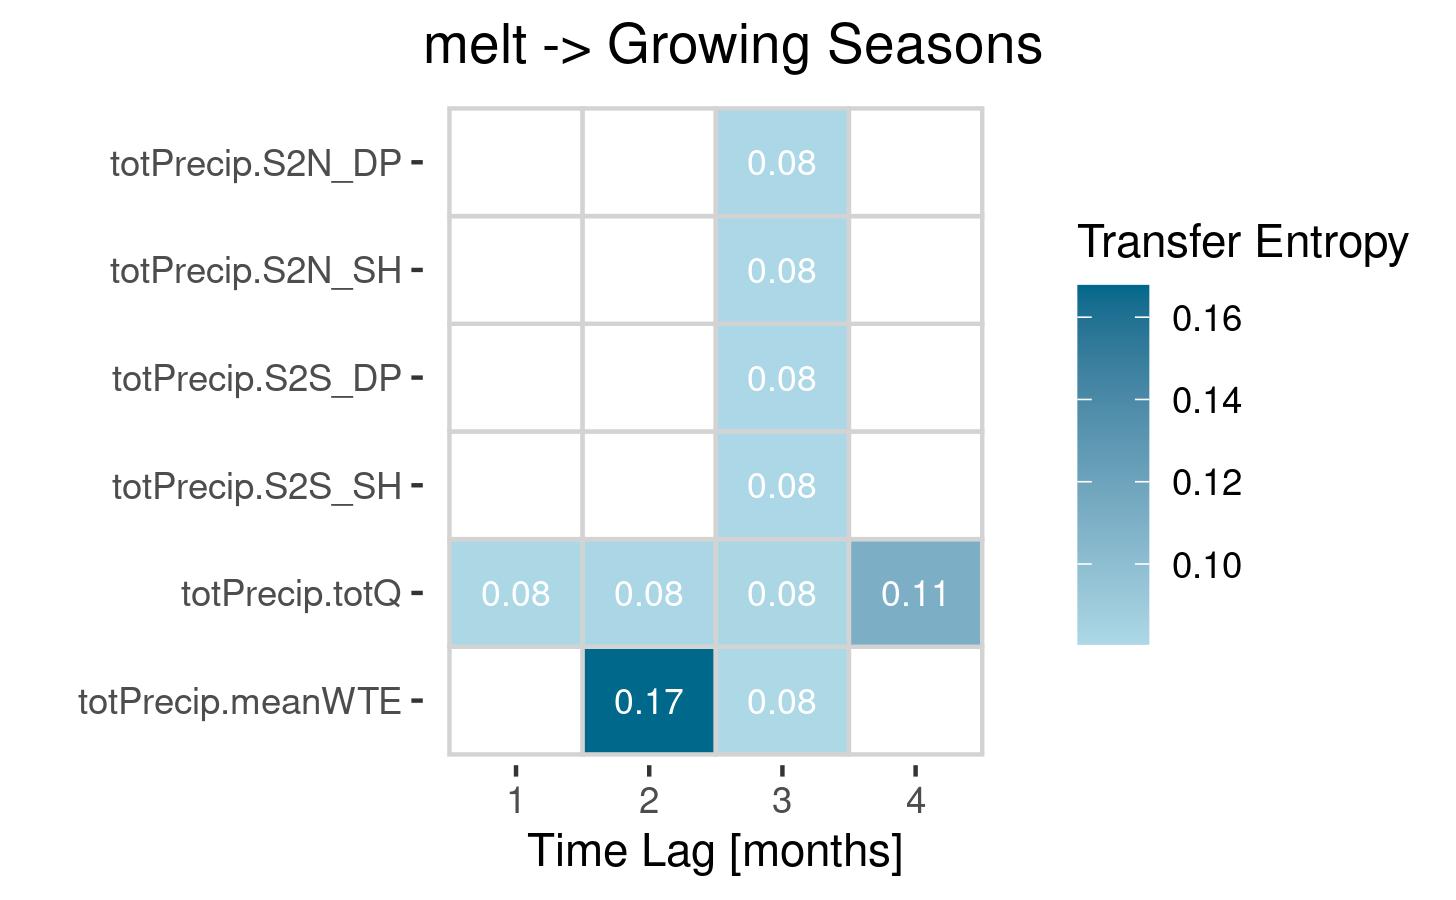 melt -> Growing Seasons
totPrecip.S2N_DP
0.08
totPrecip.S2N_SH
0.08
totPrecip.S2S_DP
0.08
totPrecip.S2S_SH
0.08
totPrecip.totQ
0.08 0.08 0.08 0.11
totPrecip.meanWTE
0.17 0.08
1 2 3 4
Time Lag [months]
Transfer Entropy
0.16
0.14
0.12
0.10